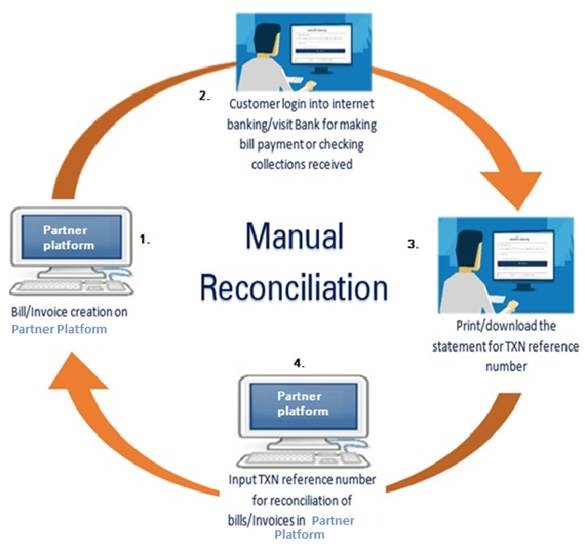 2.
Customer login into internet
banking/visit Bank for making
bill payment or checking
collections received
Partner
platform
1.
Bill/Invoice creation on
Partner Platform
Manual
Reconciliation
3.
Print/download the
statement for TXN reference
number
4.
Partner
platform
Input TXN reference number
for reconciliation of
bills/Invoices in Partner
Platform